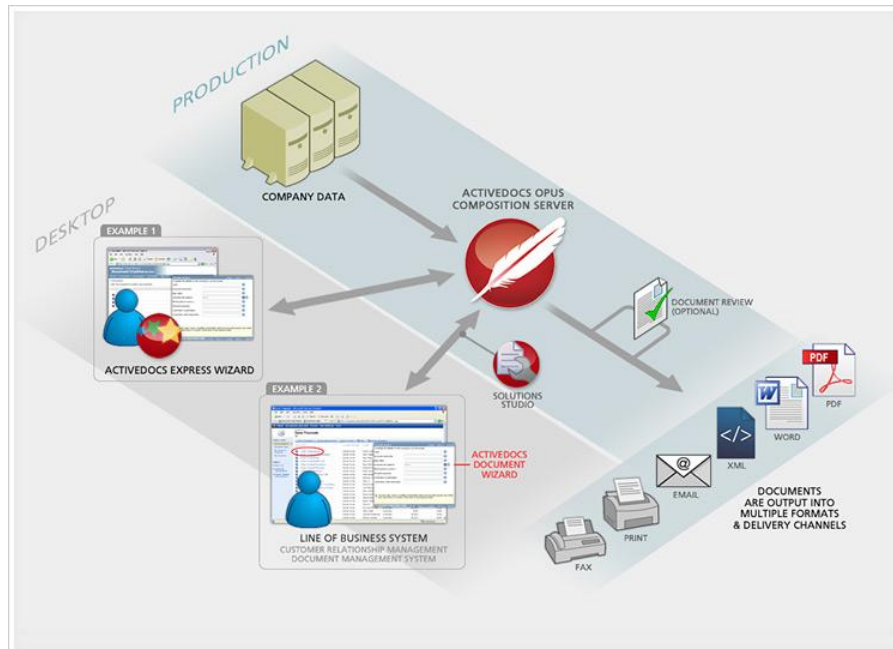 PRODUCTION
COMPANY DATA
ACTIVEDOCS OPUS
COMPOSITION SERVER
DESKTOP
EXAMPLE 1
ACTIVEDOCS EXPRESS WIZARD
DOCUMENT REVIEW
(OPTIONAL)
SOLUTIONS
STUDIO
EXAMPLE 2
ACTIVEDOCS
DOCUMENT
WIZARD
LINE OF BUSINESS SYSTEM
CUSTOMER RELATIONSHIP MANAGEMENT
DOCUMENT MANAGEMENT SYSTEM
PDF
PDF
W
WORD
</>
XML
@
EMAIL
PRINT
FAX
DOCUMENTS
ARE OUTPUT INTO
MULTIPLE FORMATS
& DELIVERY CHANNELS